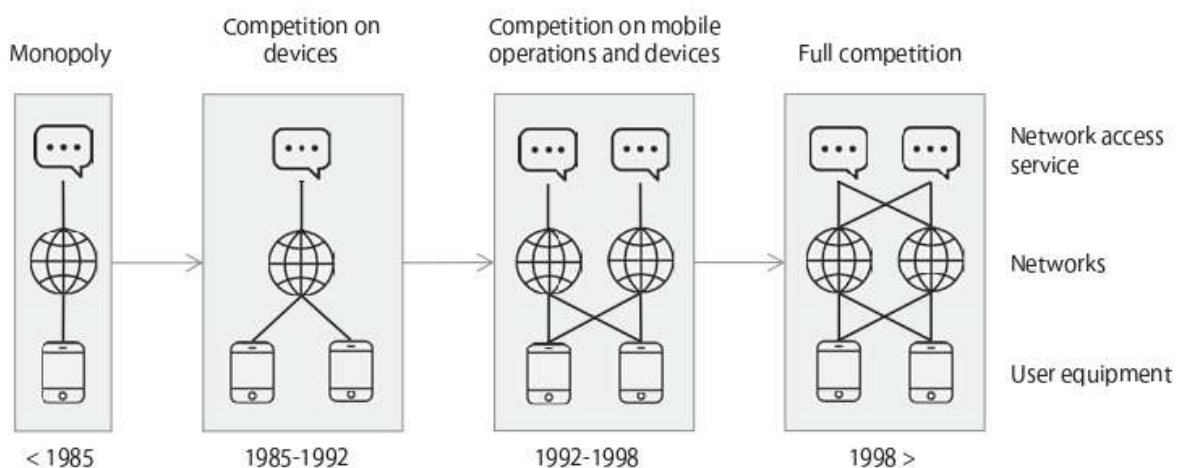 Monopoly
Competition on
devices
Competition on mobile
operations and devices
Full competition
Network access
service
Networks
User equipment
< 1985
1985-1992
1992-1998
1998 >